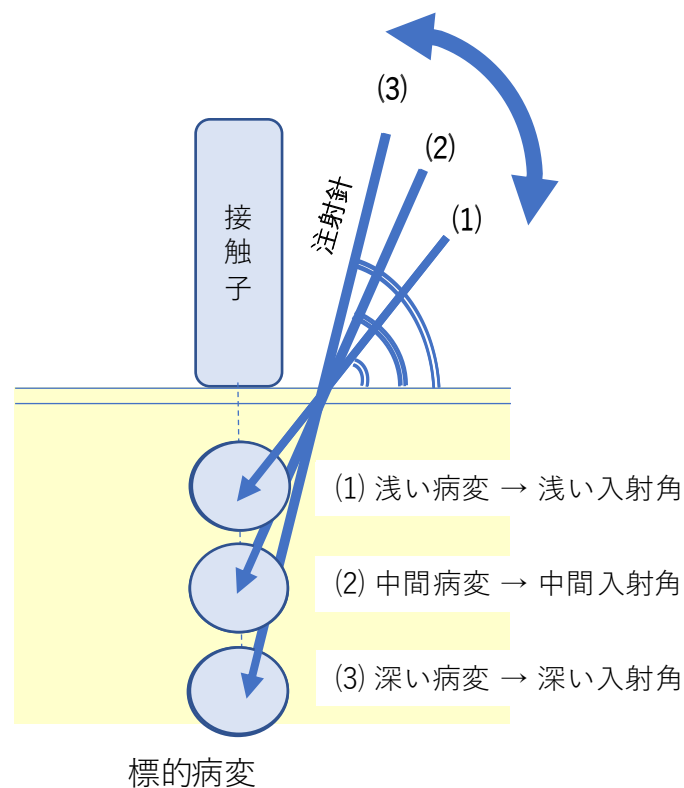 (3)
(2)
(1)
注射針
接触子
(1) 浅い病変 → 浅い入射角
(2) 中間病変 → 中間入射角
(3) 深い病変 → 深い入射角
標的病変